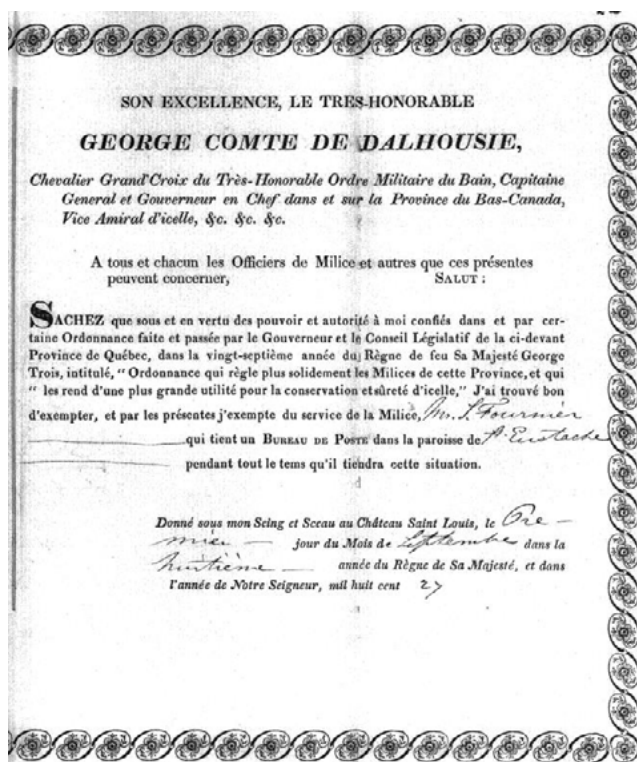 SON EXCELLENCE, LE TRES-HONORABLE
GEORGE COMTE DE DALHOUSIE,
Chevalier Grand'Croix du Très-Honorable Ordre Militaire du Bain, Capitaine
General et Gouverneur en Chef dans et sur la Province du Bas-Canada,
Vice Amiral d'icelle, &c. &c. &c.
A tous et chacun les Officiers de Milice et autres que ces présentes
peuvent concerner, SALUT :
SACHEZ que sous et en vertu des pouvoir et autorité à moi confiés dans et par cer-
taine Ordonnance faite et passée par le Gouverneur et le Conseil Législatif de la ci-devant
Province de Québec, dans la vingt-septième année du Règne de feu Sa Majesté George
Trois, intitulé, “ Ordonnance qui règle plus solidement les Milices de cette Province, et qui
“ les rend d'une plus grande utilité pour la conservation et sûreté d'icelle,” J'ai trouvé bon
d'exempter, et par les présentes j'exempte du service de la Milice, Mr. Fournier
qui tient un BUREAU DE POSTE dans la paroisse de St. Eustache
pendant tout le tems qu'il tiendra cette situation.
Donné sous mon Seing et Sceau au Château Saint Louis, le Pre-
mier jour du Mois de Septembre dans la
huitième année du Règne de Sa Majesté, et dans
l'année de Notre Seigneur, mil huit cent 27